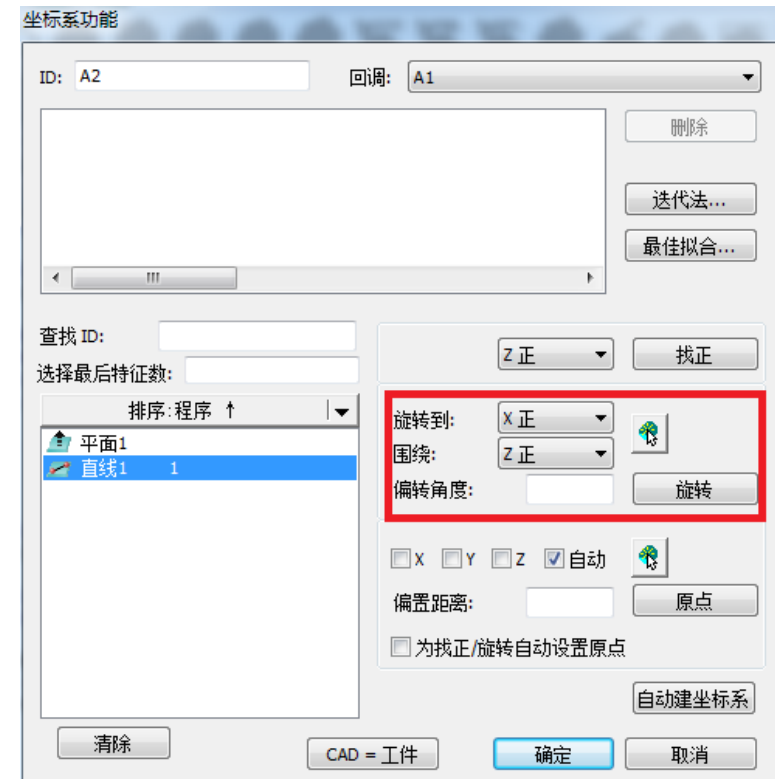 坐标系功能
ID: A2 回调: A1
删除
迭代法...
最佳拟合...
查找 ID:
选择最后特征数:
Z 正 找正
排序:程序 ↑
平面1
直线1 1
旋转到: X 正
围绕: Z 正
偏转角度: 旋转
X Y Z 自动
偏置距离: 原点
为找正/旋转自动设置原点
自动建坐标系
清除 CAD = 工件 确定 取消